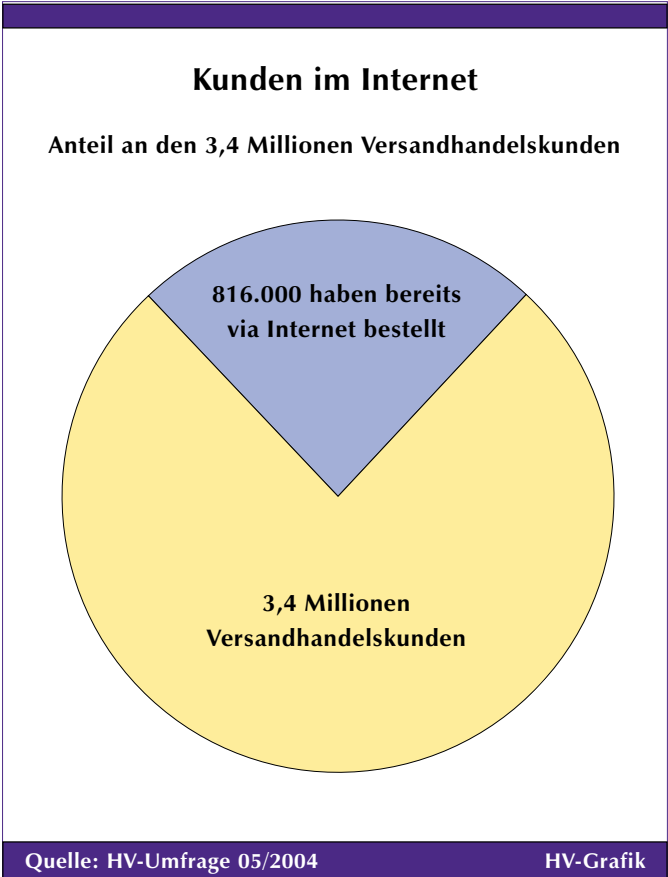 Kunden im Internet
Anteil an den 3,4 Millionen Versandhandelskunden
816.000 haben bereits
via Internet bestellt
3,4 Millionen
Versandhandelskunden
Quelle: HV-Umfrage 05/2004 HV-Grafik